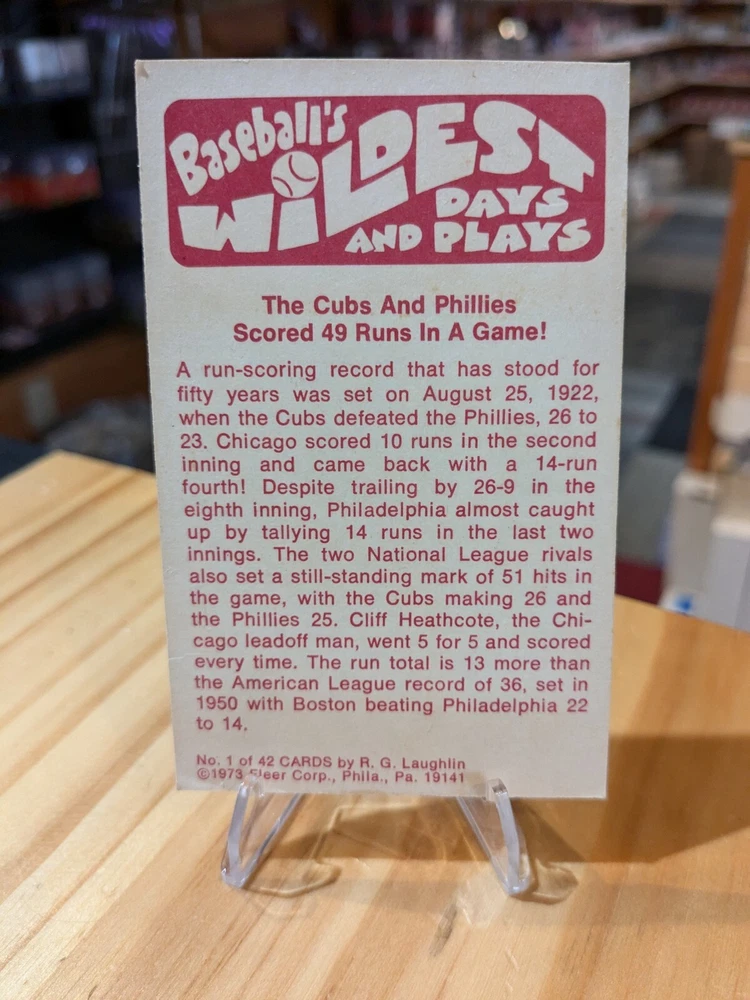 Baseball's
WiLDEST
DAYS
AND PLAYS
The Cubs And Phillies
Scored 49 Runs In A Game!
A run-scoring record that has stood for
fifty years was set on August 25, 1922,
when the Cubs defeated the Phillies, 26 to
23. Chicago scored 10 runs in the second
inning and came back with a 14-run
fourth! Despite trailing by 26-9 in the
eighth inning, Philadelphia almost caught
up by tallying 14 runs in the last two
innings. The two National League rivals
also set a still-standing mark of 51 hits in
the game, with the Cubs making 26 and
the Phillies 25. Cliff Heathcote, the Chi-
cago leadoff man, went 5 for 5 and scored
every time. The run total is 13 more than
the American League record of 36, set in
1950 with Boston beating Philadelphia 22
to 14.
No. 1 of 42 CARDS by R. G. Laughlin
©1973 Fleer Corp., Phila., Pa. 19141